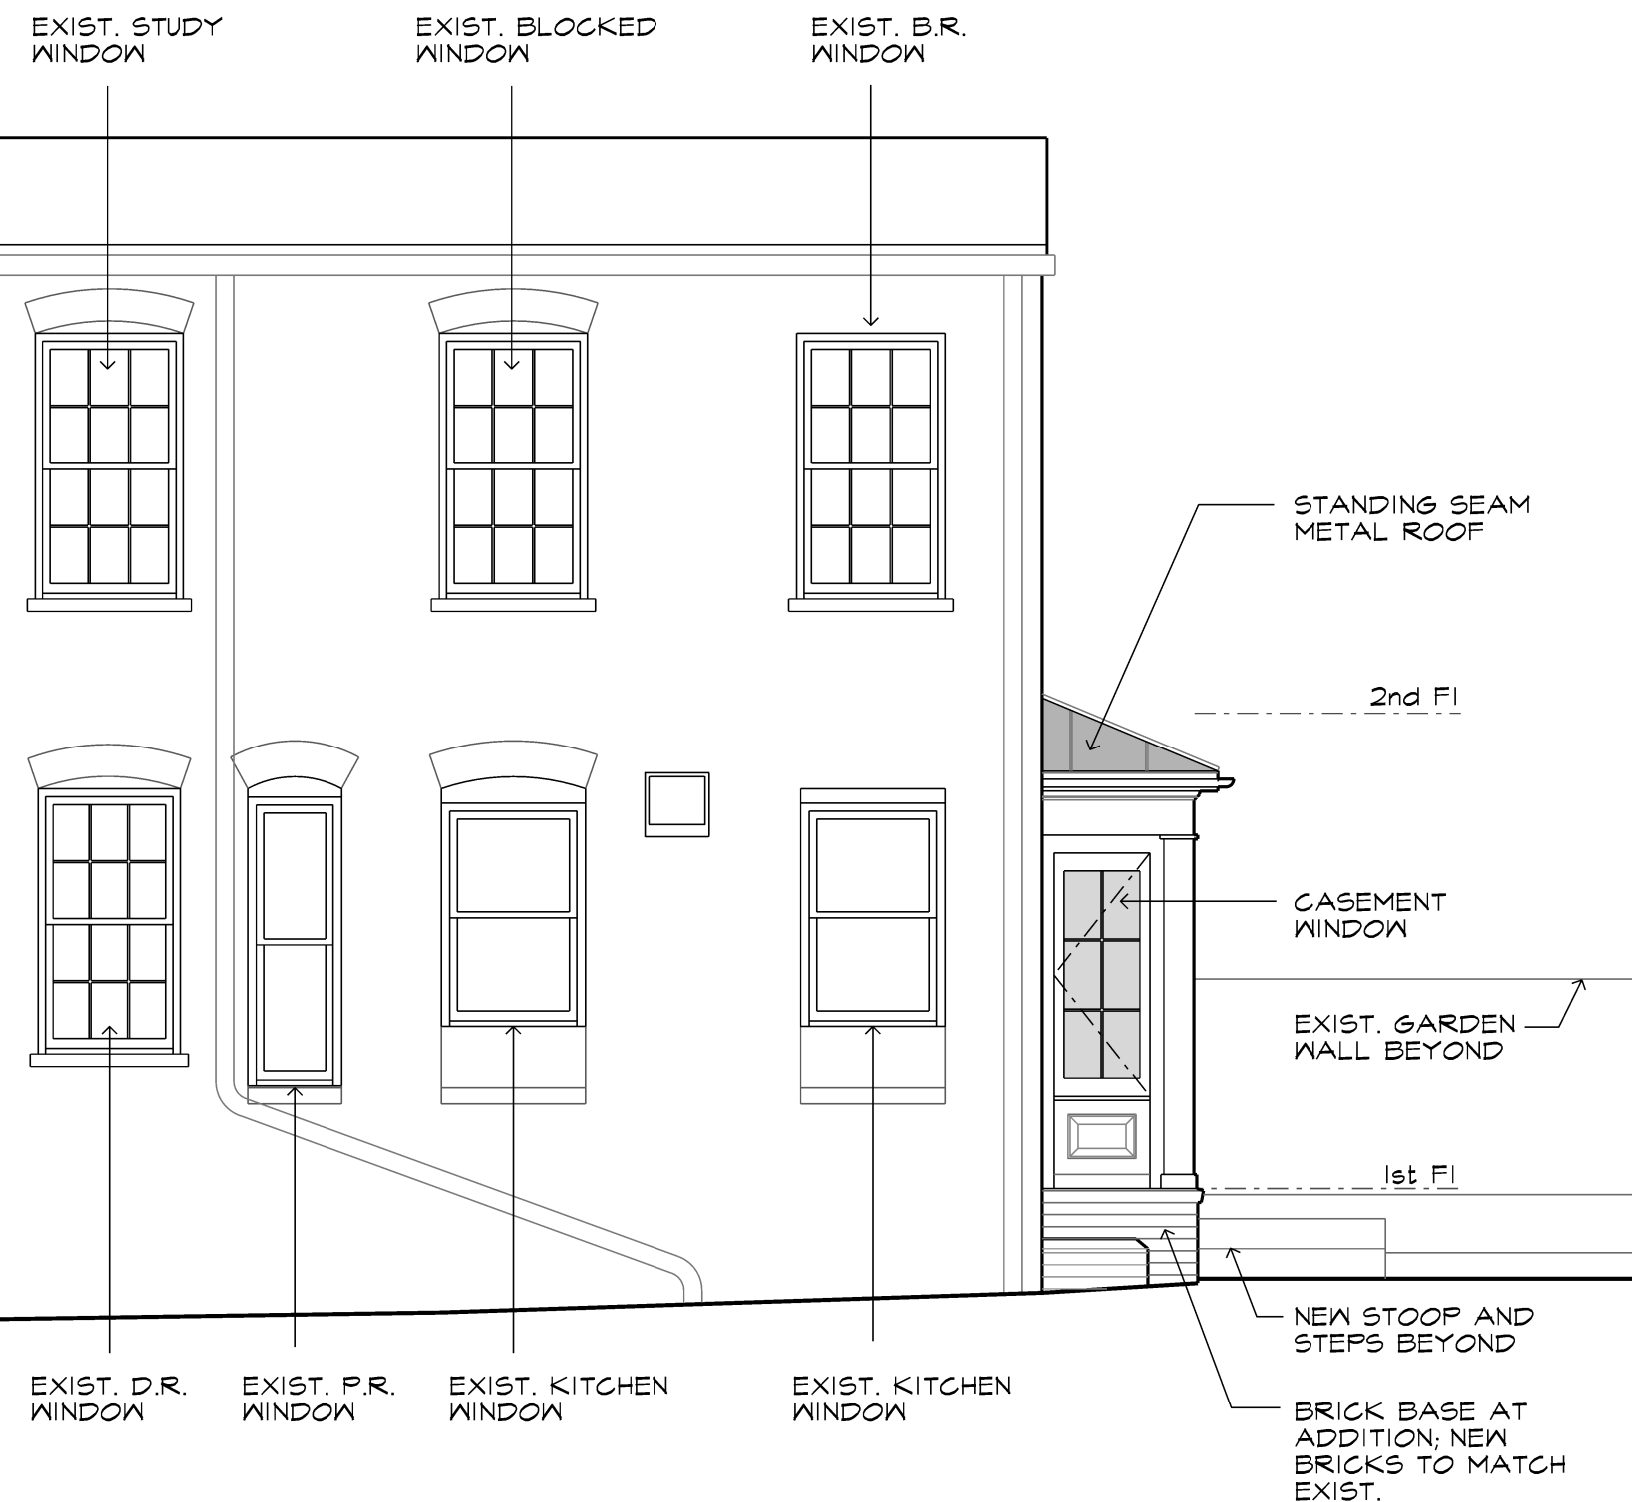 EXIST. STUDY
WINDOW
EXIST. BLOCKED
WINDOW
EXIST. B.R.
WINDOW
STANDING SEAM
METAL ROOF
2nd Fl
CASEMENT
WINDOW
EXIST. GARDEN
WALL BEYOND
1st Fl
NEW STOOP AND
STEPS BEYOND
EXIST. D.R.
WINDOW
EXIST. P.R.
WINDOW
EXIST. KITCHEN
WINDOW
EXIST. KITCHEN
WINDOW
BRICK BASE AT
ADDITION; NEW
BRICKS TO MATCH
EXIST.